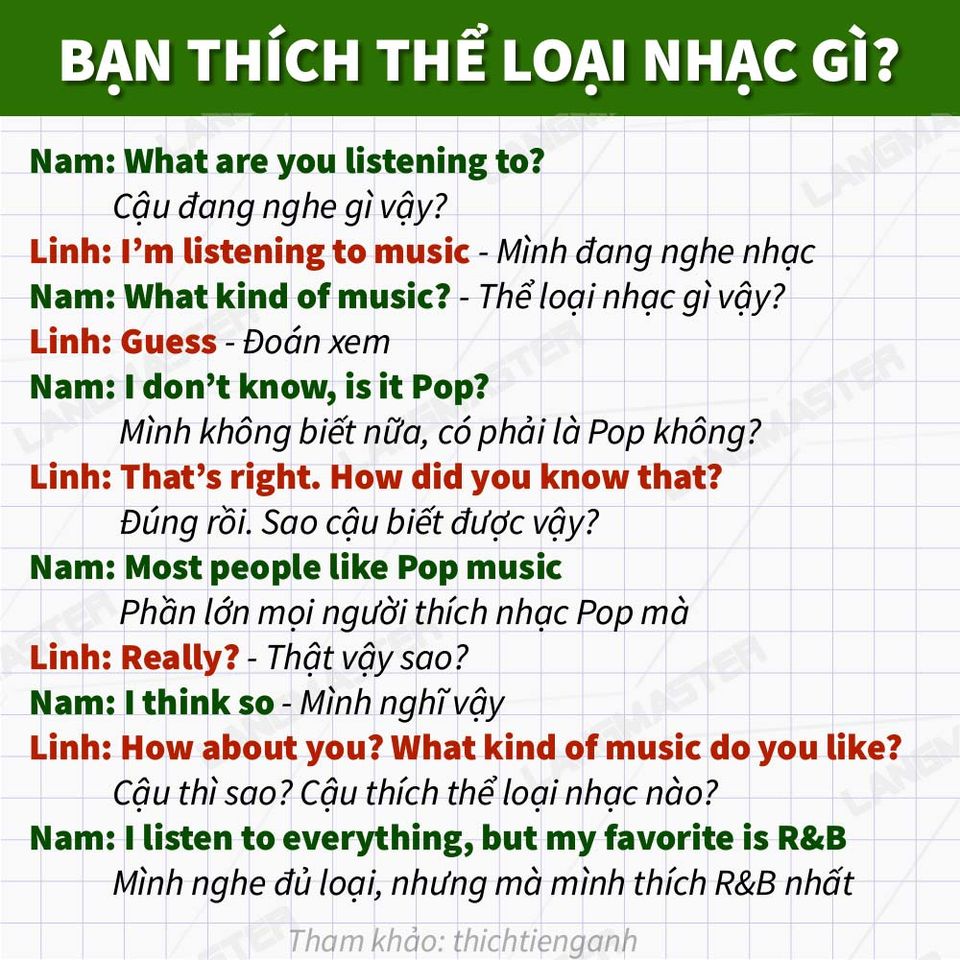 BẠN THÍCH THỂ LOẠI NHẠC GÌ?
Nam: What are you listening to?
Cậu đang nghe gì vậy?
Linh: I'm listening to music - Mình đang nghe nhạc
Nam: What kind of music? - Thể loại nhạc gì vậy?
Linh: Guess - Đoán xem
Nam: I don't know, is it Pop?
Mình không biết nữa, có phải là Pop không?
Linh: That's right. How did you know that?
Đúng rồi. Sao cậu biết được vậy?
Nam: Most people like Pop music
Phần lớn mọi người thích nhạc Pop mà
Linh: Really? - Thật vậy sao?
Nam: I think so - Mình nghĩ vậy
Linh: How about you? What kind of music do you like?
Cậu thì sao? Cậu thích thể loại nhạc nào?
Nam: I listen to everything, but my favorite is R&B
Mình nghe đủ loại, nhưng mà mình thích R&B nhất
Tham khảo: thichtienganh
LANGMASTER